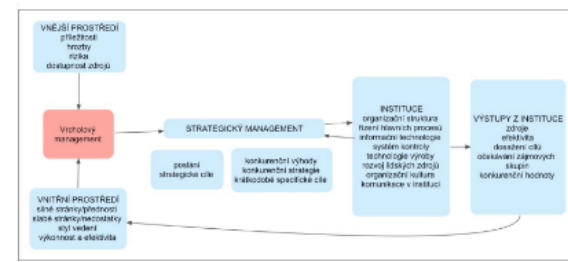 VNĚJŠÍ PROSTŘEDÍ
příležitosti
hrozby
rizika
dostupnost zdrojů
Vrcholový
management
VNITŘNÍ PROSTŘEDÍ
silné stránky/přednosti
slabé stránky/nedostatky
styl vedení
výkonnost a efektivita
STRATEGICKÝ MANAGEMENT
poslání
strategické cíle
konkurenční výhody
konkurenční strategie
krátkodobé specifické cíle
INSTITUCE
organizační struktura
řízení hlavních procesů
informační technologie
systém kontroly
technologie výroby
rozvoj lidských zdrojů
organizační kultura
komunikace v instituci
VÝSTUPY Z INSTITUCE
zdroje
efektivita
dosažení cílů
očekávání zájmových
skupin
konkurenční hodnoty